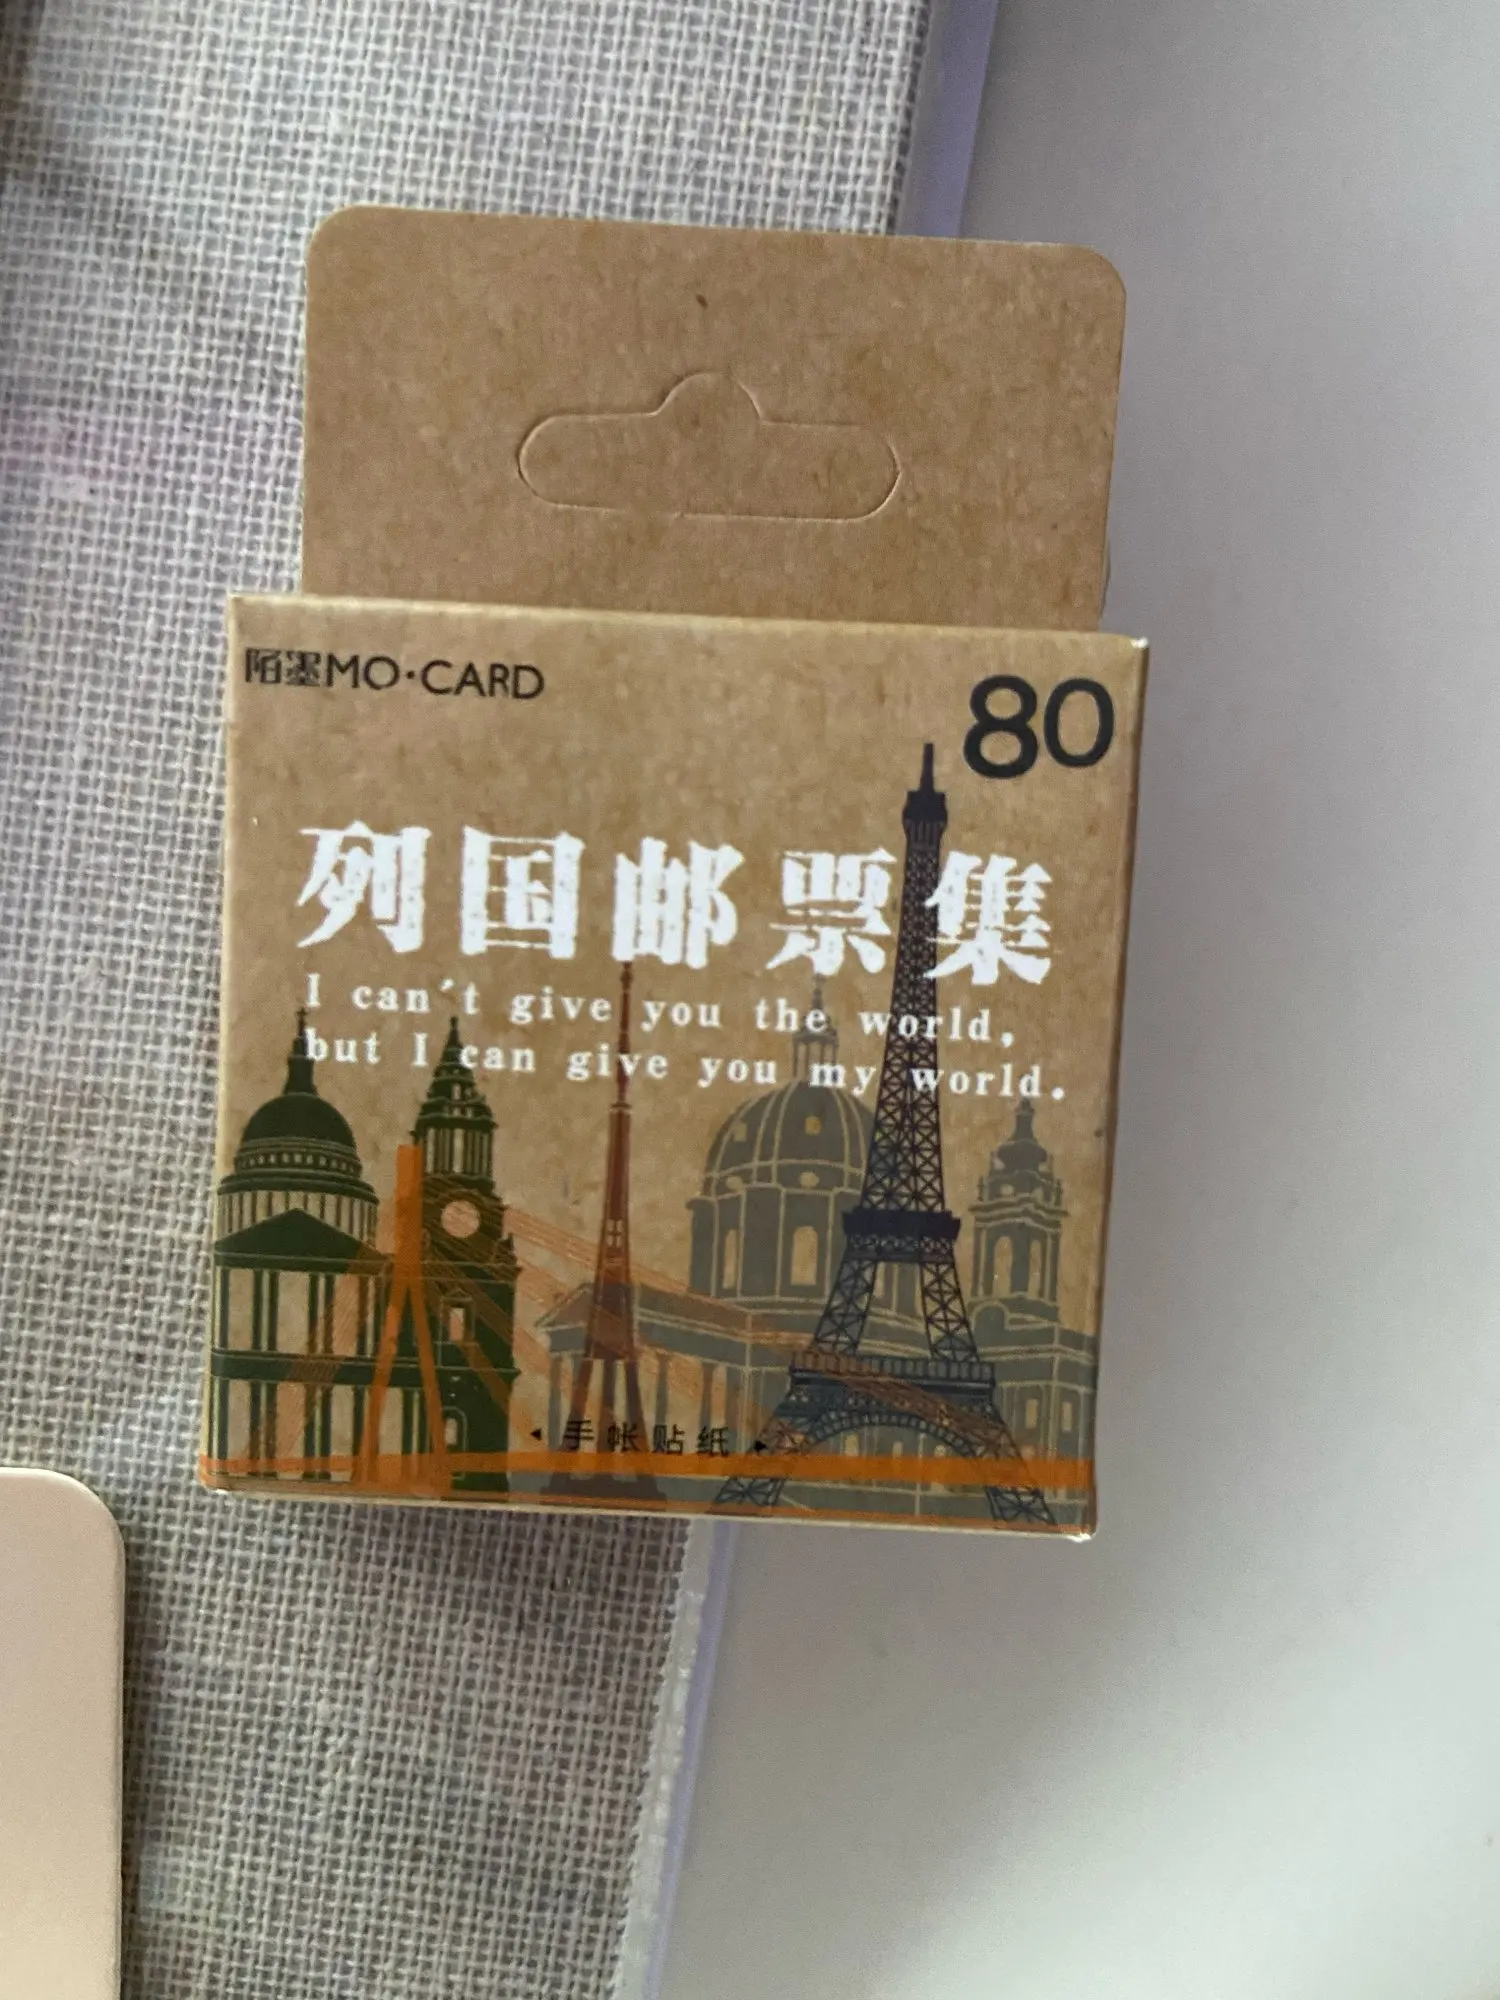 陌墨MO·CARD
80
列国邮票集
I can't give you the world,
but I can give you my world.
手帐贴纸